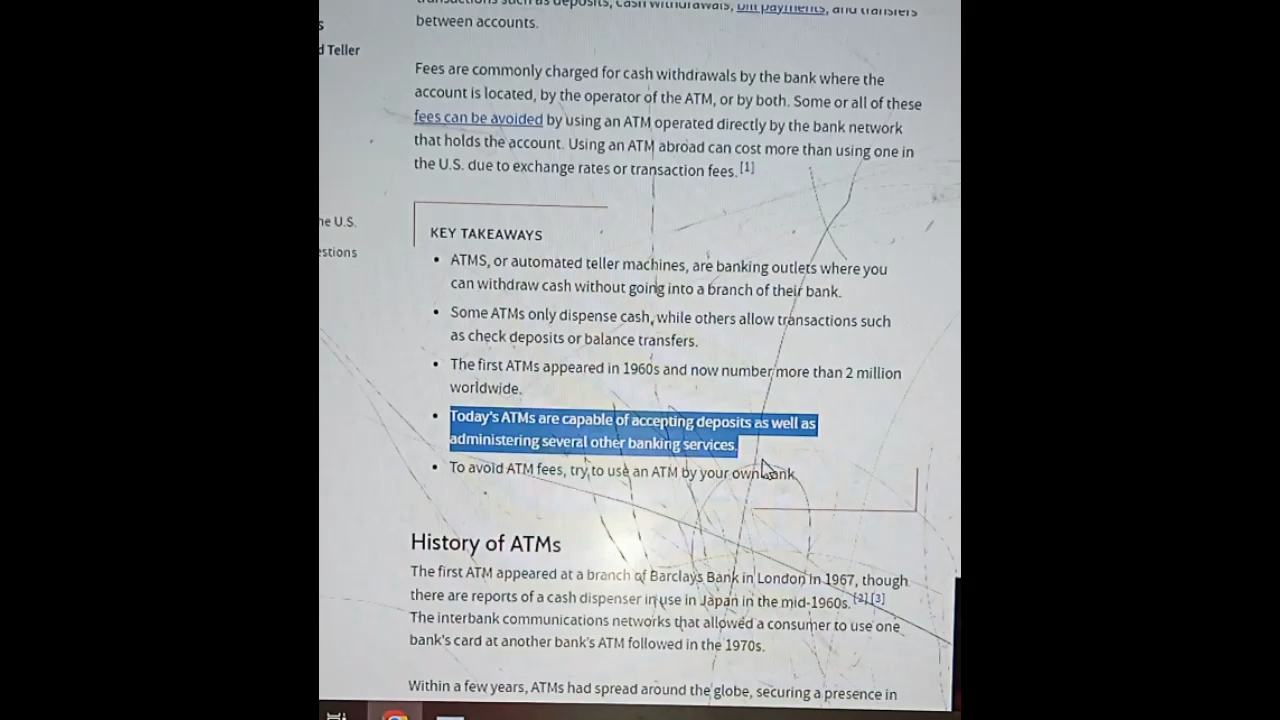 transactions such as deposits, cash withdrawals, bill payments, and transfers
between accounts.
s
d Teller
Fees are commonly charged for cash withdrawals by the bank where the
account is located, by the operator of the ATM, or by both. Some or all of these
fees can be avoided by using an ATM operated directly by the bank network
that holds the account. Using an ATM abroad can cost more than using one in
the U.S. due to exchange rates or transaction fees.[1]
he U.S.
estions
KEY TAKEAWAYS
• ATMS, or automated teller machines, are banking outlets where you
can withdraw cash without going into a branch of their bank.
• Some ATMs only dispense cash, while others allow transactions such
as check deposits or balance transfers.
• The first ATMs appeared in 1960s and now number more than 2 million
worldwide.
• Today's ATMs are capable of accepting deposits as well as
administering several other banking services.
• To avoid ATM fees, try to use an ATM by your own bank.
History of ATMs
The first ATM appeared at a branch of Barclays Bank in London in 1967, though
there are reports of a cash dispenser in use in Japan in the mid-1960s.[2][3]
The interbank communications networks that allowed a consumer to use one
bank's card at another bank's ATM followed in the 1970s.
Within a few years, ATMs had spread around the globe, securing a presence in